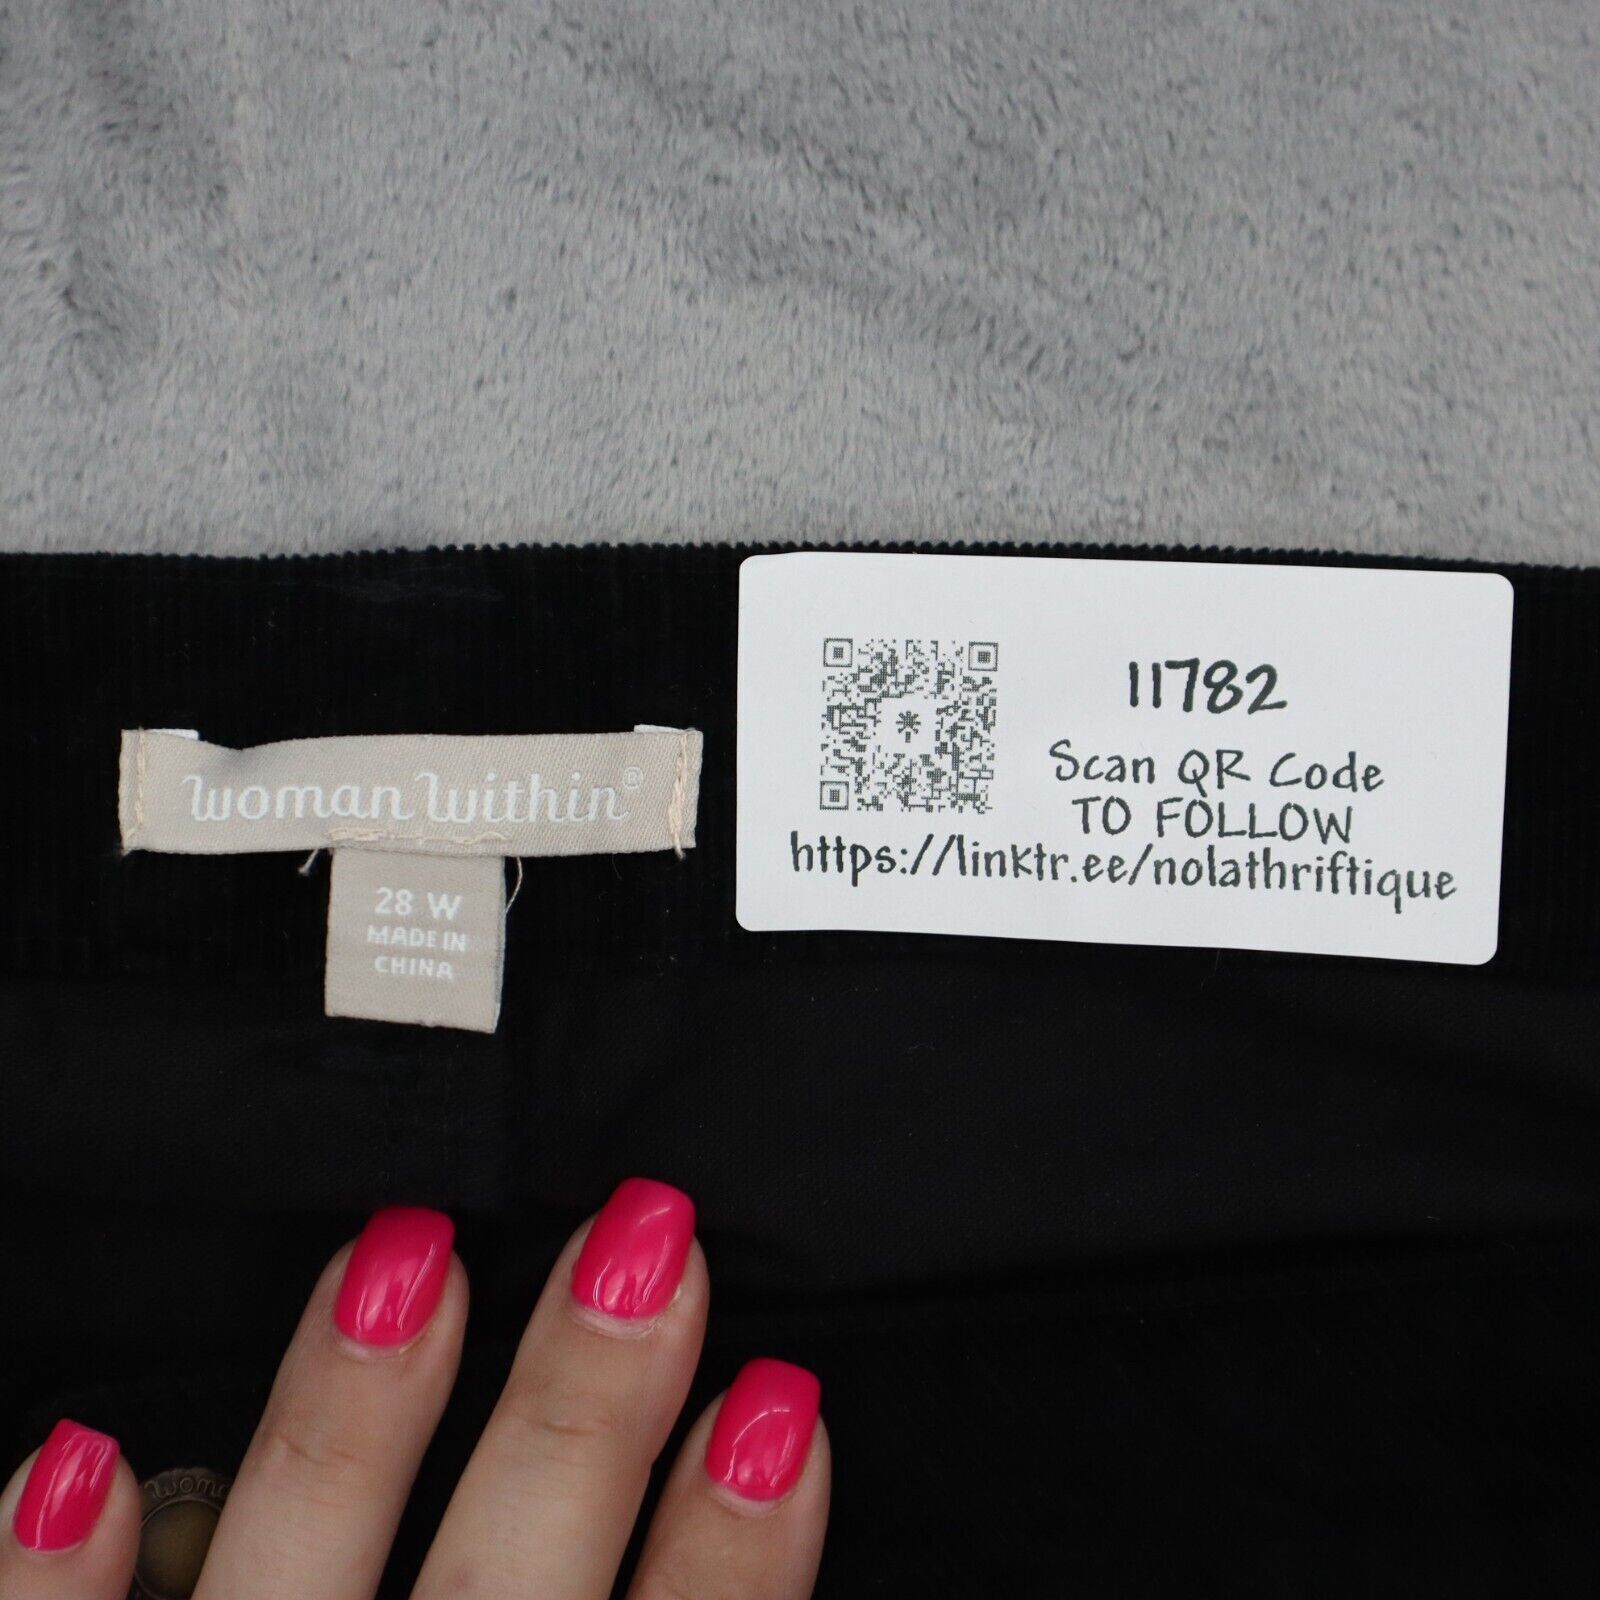 woman within®
28 W
MADE IN
CHINA
11782
Scan QR Code
TO FOLLOW
https://linktr.ee/nolathriftique